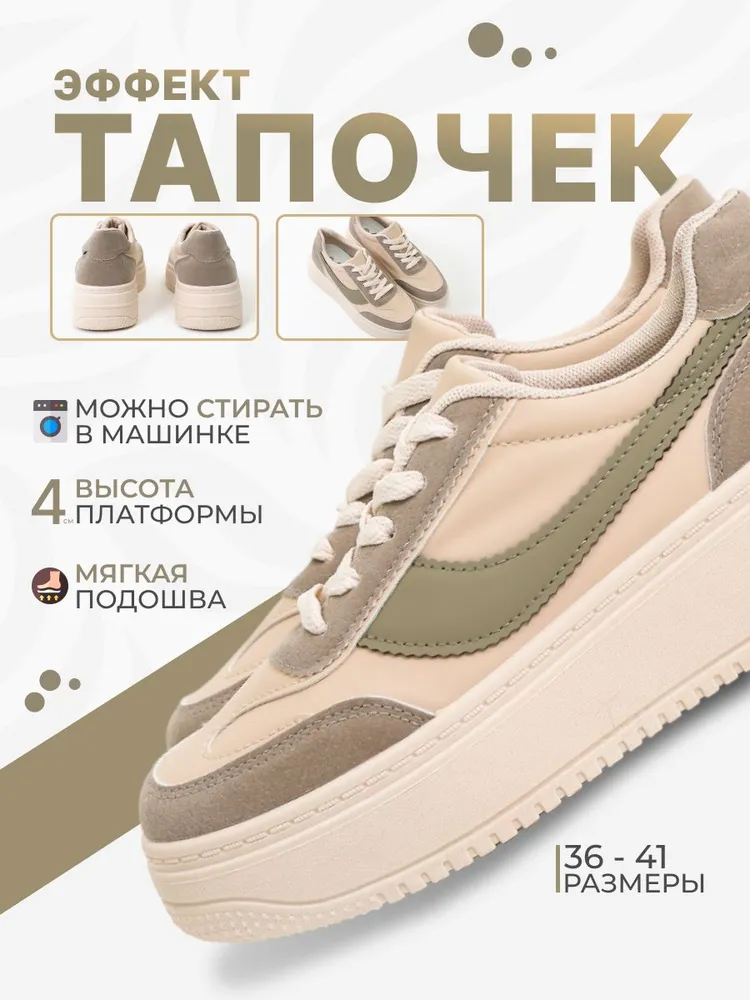 ЭФФЕКТ
ТАПОЧЕК
МОЖНО СТИРАТЬ
В МАШИНКЕ
4 см
ВЫСОТА
ПЛАТФОРМЫ
МЯГКАЯ
ПОДОШВА
36 - 41
РАЗМЕРЫ